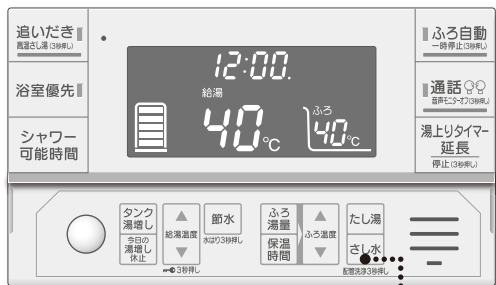 追いだき
高温さし湯(3秒押し)
浴室優先
シャワー
可能時間
12:00
給湯
40℃
ふろ
40℃
ふろ自動
一時停止(3秒押し)
通話
音声モニターオフ(3秒押し)
湯上りタイマー
延長
停止(3秒押し)
タンク
湯増し
今日の
湯増し
休止
給湯温度
3秒押し
節水
水はり3秒押し
ふろ
湯量
保温
時間
ふろ温度
たし湯
さし水
配管洗浄3秒押し